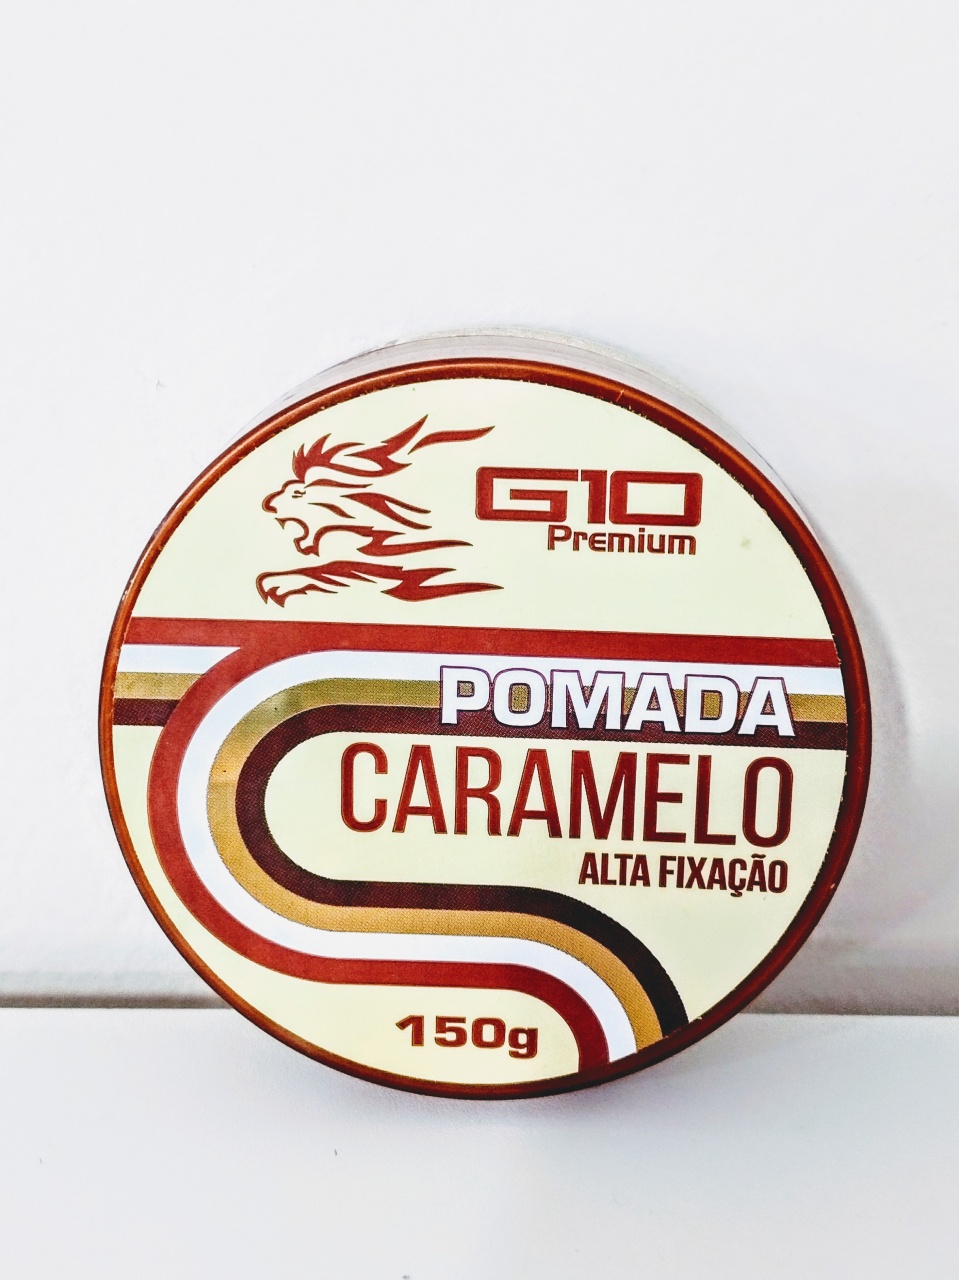 G10
Premium
POMADA
CARAMELO
ALTA FIXAÇÃO
150g